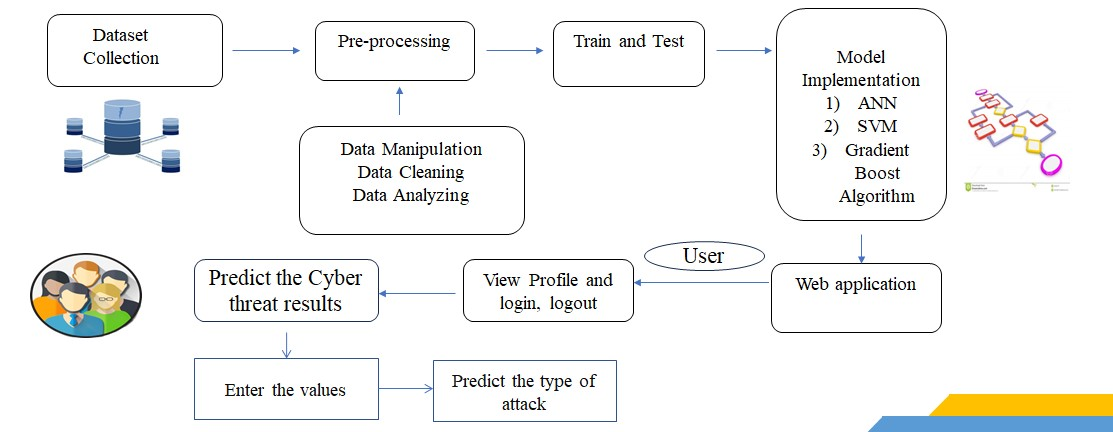 Dataset
Collection
Pre-processing
Train and Test
Model
Implementation
1) ANN
2) SVM
3) Gradient
Boost
Algorithm
Data Manipulation
Data Cleaning
Data Analyzing
User
Web application
View Profile and
login, logout
Predict the Cyber
threat results
Enter the values
Predict the type of
attack